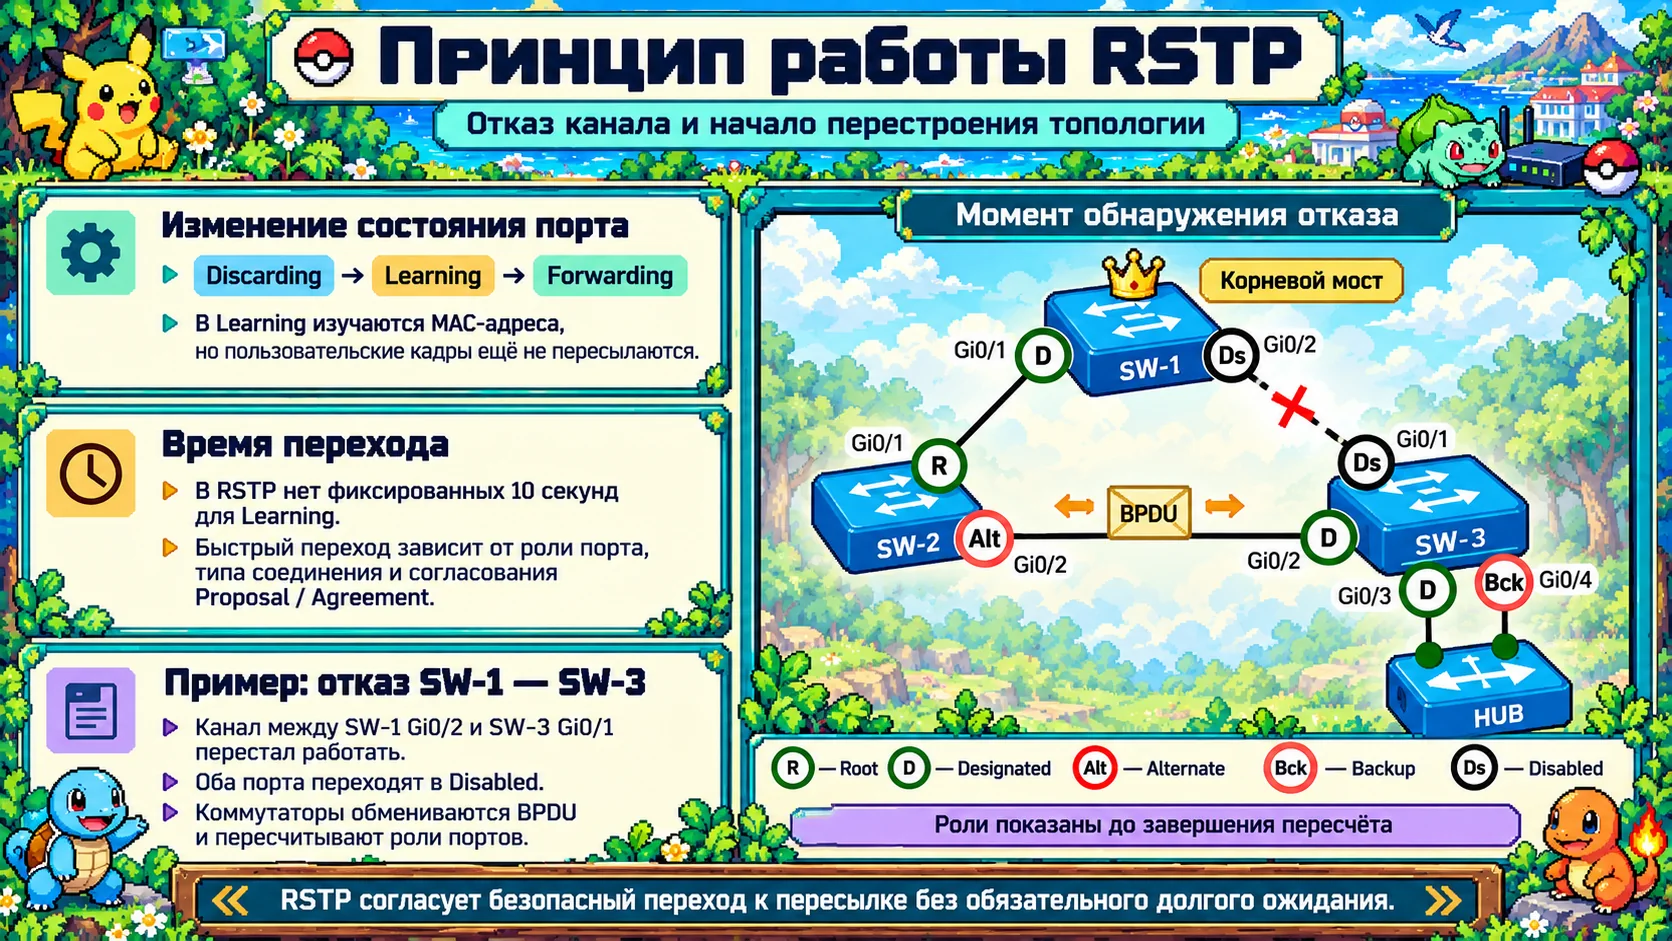 Принцип работы RSTP
Отказ канала и начало перестроения топологии
Изменение состояния порта
Discarding → Learning → Forwarding
В Learning изучаются MAC-адреса,
но пользовательские кадры ещё не пересылаются.
Время перехода
В RSTP нет фиксированных 10 секунд
для Learning.
Быстрый переход зависит от роли порта,
типа соединения и согласования
Proposal / Agreement.
Пример: отказ SW-1 — SW-3
Канал между SW-1 Gi0/2 и SW-3 Gi0/1
перестал работать.
Оба порта переходят в Disabled.
Коммутаторы обмениваются BPDU
и пересчитывают роли портов.
Момент обнаружения отказа
Корневой мост
Gi0/1
D
SW-1
Ds
Gi0/2
Gi0/1
R
Gi0/1
Ds
SW-2
Alt
Gi0/2
BPDU
Gi0/2
D
SW-3
Gi0/3
D
Bck
Gi0/4
HUB
R — Root
D — Designated
Alt — Alternate
Bck — Backup
Ds — Disabled
Роли показаны до завершения пересчёта
RSTP согласует безопасный переход к пересылке без обязательного долгого ожидания.